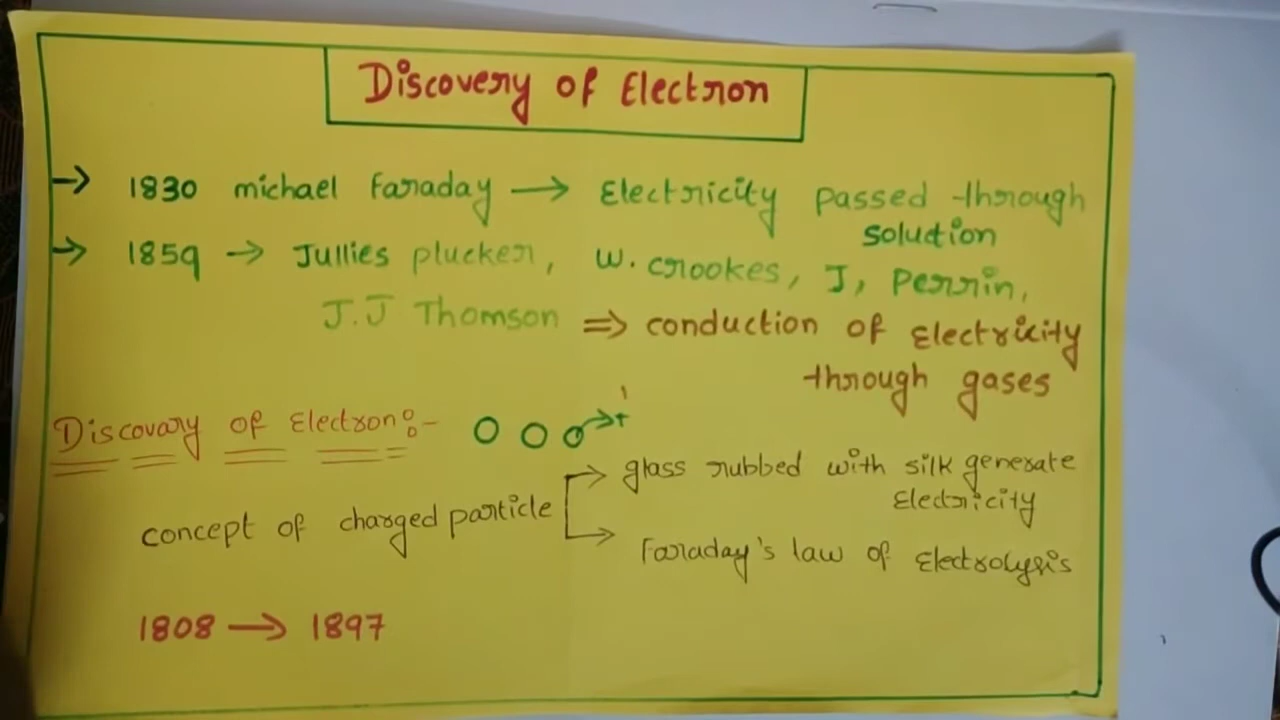 Discovery of Electron
→ 1830 michael Faraday → Electricity passed through
solution
→ 1859 → Jullies plucker, W. crookes, J, Perrin,
J.J Thomson ⇒ conduction of Electricity
through gases
Discovary of Electron:-
glass rubbed with silk generate
Electricity
concept of charged particle
Faraday's law of Electrolysis
1808 → 1897